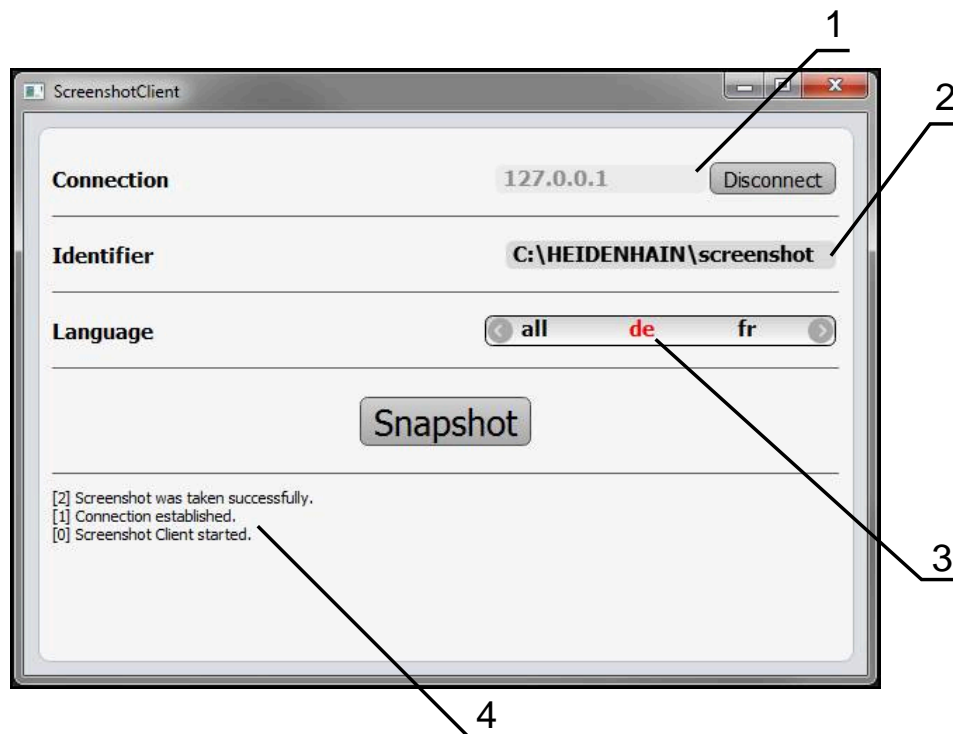 1
ScreenshotClient
2
Connection 127.0.0.1 Disconnect
Identifier C:\HEIDENHAIN\screenshot
Language all de fr
Snapshot
[2] Screenshot was taken successfully.
[1] Connection established.
[0] Screenshot Client started.
3
4